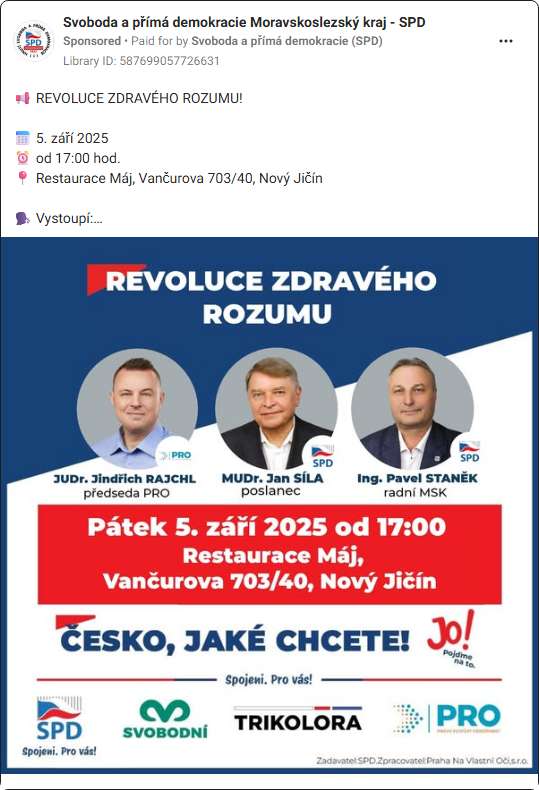 Svoboda a přímá demokracie Moravskoslezský kraj - SPD
Sponsored • Paid for by Svoboda a přímá demokracie (SPD)
Library ID: 587699057726631
REVOLUCE ZDRAVÉHO ROZUMU!
5. září 2025
od 17:00 hod.
Restaurace Máj, Vančurova 703/40, Nový Jičín
Vystoupí:...
REVOLUCE ZDRAVÉHO
ROZUMU
PRO
SPD
SPD
JUDr. Jindřich RAJCHL
předseda PRO
MUDr. Jan SÍLA
poslanec
Ing. Pavel STANĚK
radní MSK
Pátek 5. září 2025 od 17:00
Restaurace Máj,
Vančurova 703/40, Nový Jičín
ČESKO, JAKÉ CHCETE!
Jo!
Pojďme
na to.
Spojeni. Pro vás!
SPD
Spojeni. Pro vás!
SVOBODNÍ
TRIKOLORA
PRO
Zadavatel:SPD.Zpracovatel:Praha Na Vlastní Oči,s.r.o.